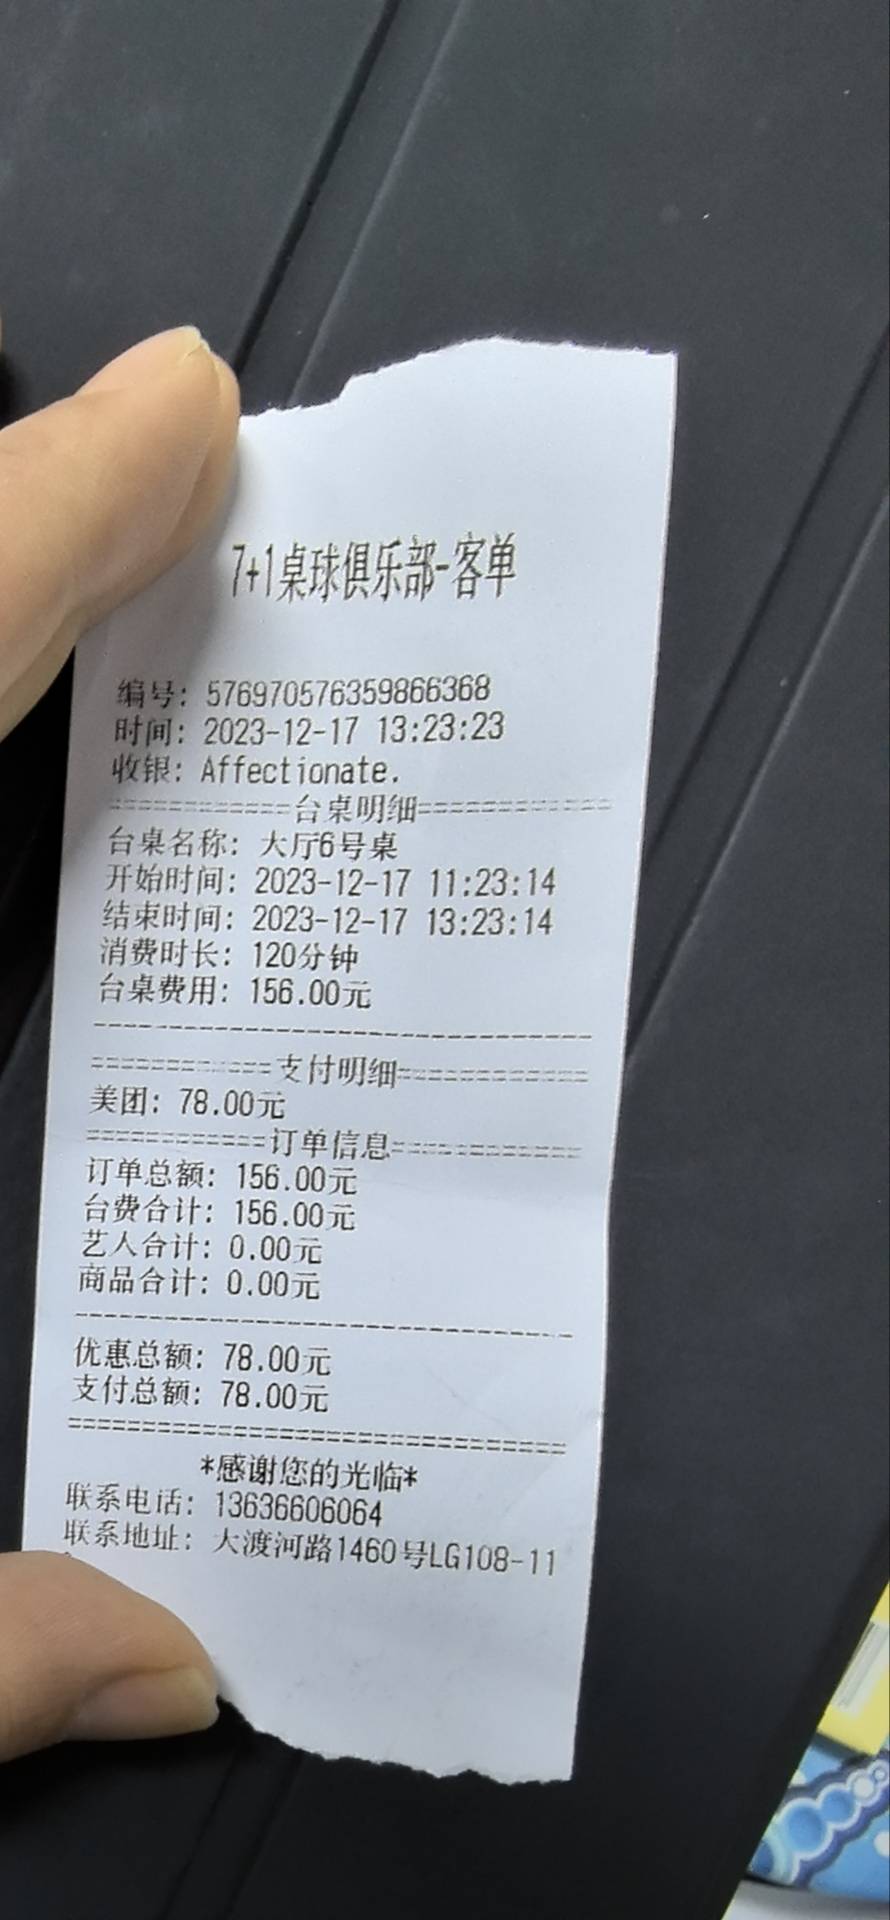 7+1桌球俱乐部-客单
编号: 576970576359866368
时间: 2023-12-17 13:23:23
收银: Affectionate.
============台桌明细=============
台桌名称: 大厅6号桌
开始时间: 2023-12-17 11:23:14
结束时间: 2023-12-17 13:23:14
消费时长: 120分钟
台桌费用: 156.00元
--------------------------------
============支付明细=============
美团: 78.00元
============订单信息=============
订单总额: 156.00元
台费合计: 156.00元
艺人合计: 0.00元
商品合计: 0.00元
--------------------------------
优惠总额: 78.00元
支付总额: 78.00元
================================
*感谢您的光临*
联系电话: 13636606064
联系地址: 大渡河路1460号LG108-11